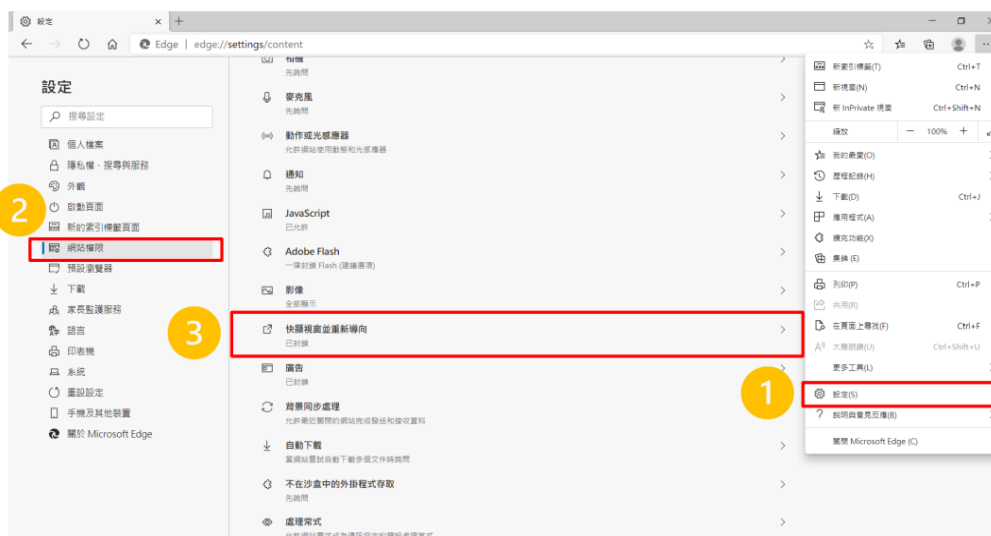 設定
Edge | edge://settings/content
設定
搜尋設定
個人檔案
隱私權、搜尋與服務
外觀
啟動頁面
新的索引標籤頁面
網站權限
預設瀏覽器
下載
家長監護服務
語言
印表機
系統
重設設定
手機及其他裝置
關於 Microsoft Edge
2
相機
先詢問
麥克風
先詢問
動作或光感應器
允許網站使用動態和光感應器
通知
先詢問
JavaScript
已允許
Adobe Flash
一律封鎖 Flash (建議選項)
影像
全部顯示
快顯視窗並重新導向
已封鎖
3
廣告
已封鎖
背景同步處理
允許最近關閉的網站完成發送和接收資料
自動下載
當網站嘗試自動下載多個文件時詢問
不在沙盒中的外掛程式存取
先詢問
處理常式
新索引標籤(T) Ctrl+T
新視窗(N) Ctrl+N
新 InPrivate 視窗 Ctrl+Shift+N
縮放 — 100% +
我的最愛(O)
歷程記錄(H)
下載(D) Ctrl+J
應用程式(A)
擴充功能(X)
集錦 (E)
列印(P) Ctrl+P
共用(R)
在頁面上尋找(F) Ctrl+F
大聲朗讀(U) Ctrl+Shift+U
更多工具(L)
1
設定(S)
說明與意見反應(B)
關閉 Microsoft Edge (C)